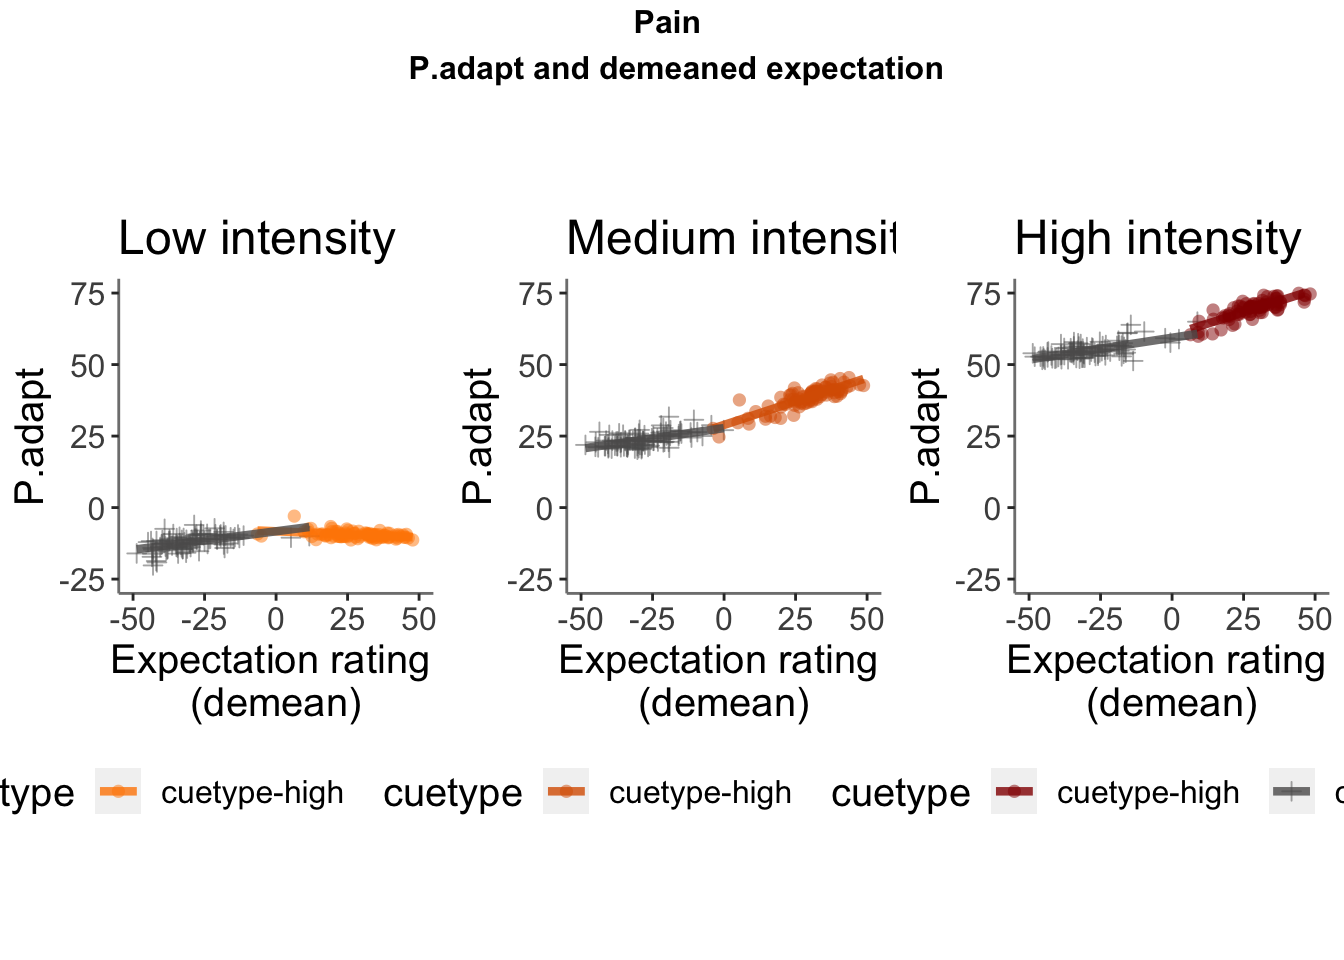 Pain
P.adapt and demeaned expectation
Low intensity
75
50
25
0
-25
P.adapt
-50 -25 0 25 50
Expectation rating
(demean)
type cuetype-high
Medium intensit
75
50
25
0
-25
P.adapt
-50 -25 0 25 50
Expectation rating
(demean)
cuetype cuetype-high
High intensity
75
50
25
0
-25
P.adapt
-50 -25 0 25 50
Expectation rating
(demean)
cuetype cuetype-high